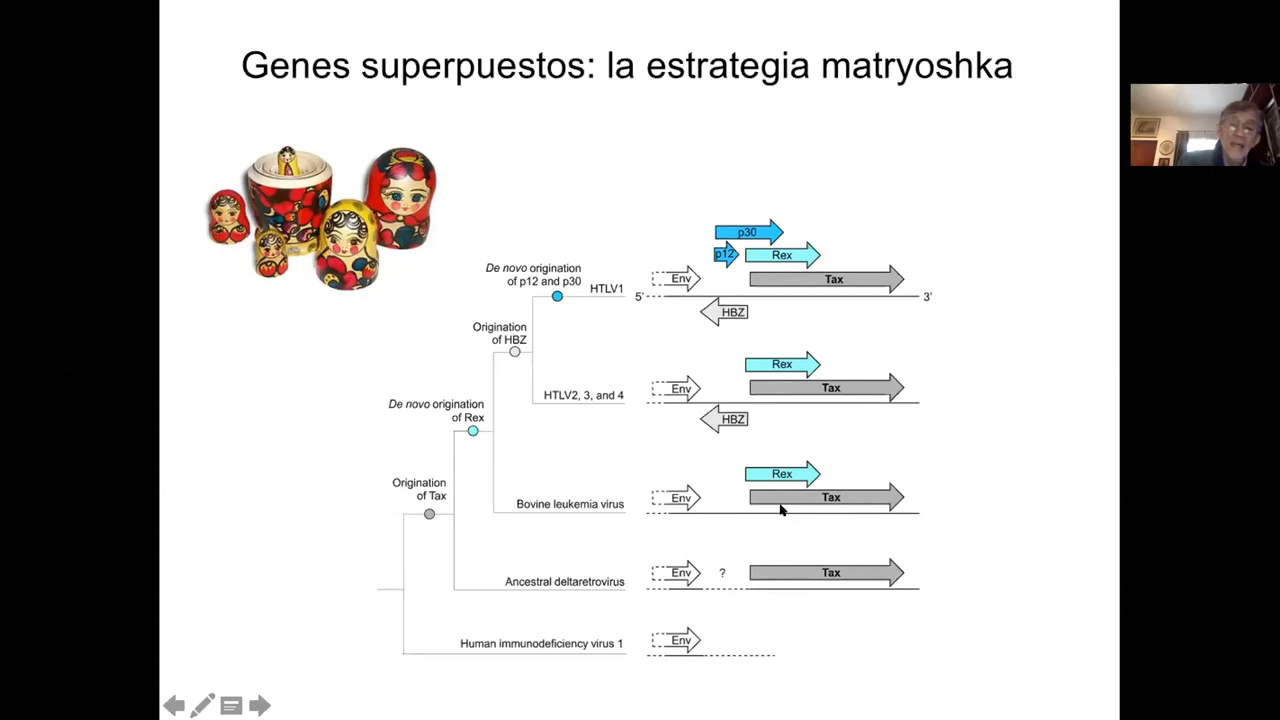 Genes superpuestos: la estrategia matryoshka
De novo origination
of p12 and p30
HTLV1
p30
p12
Rex
Env
Tax
5'
3'
HBZ
Origination
of HBZ
HTLV2, 3, and 4
Rex
Env
Tax
HBZ
De novo origination
of Rex
Bovine leukemia virus
Rex
Env
Tax
Origination
of Tax
Ancestral deltaretrovirus
Env
?
Tax
Human immunodeficiency virus 1
Env